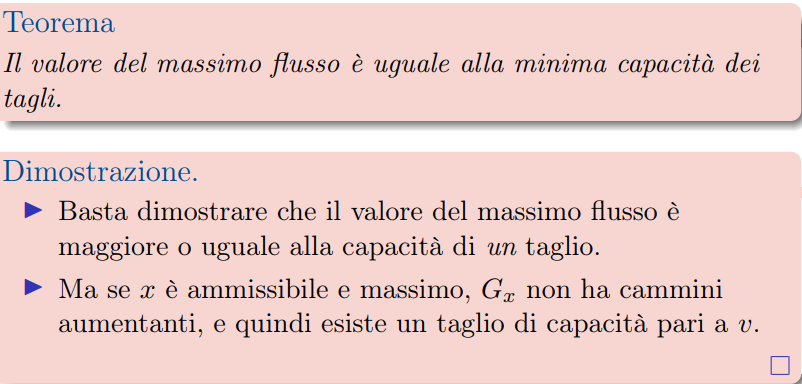 Teorema
Il valore del massimo flusso è uguale alla minima capacità dei
tagli.
Dimostrazione.
▶ Basta dimostrare che il valore del massimo flusso è
maggiore o uguale alla capacità di un taglio.
▶ Ma se x è ammissibile e massimo, Gₓ non ha cammini
aumentanti, e quindi esiste un taglio di capacità pari a v.
□